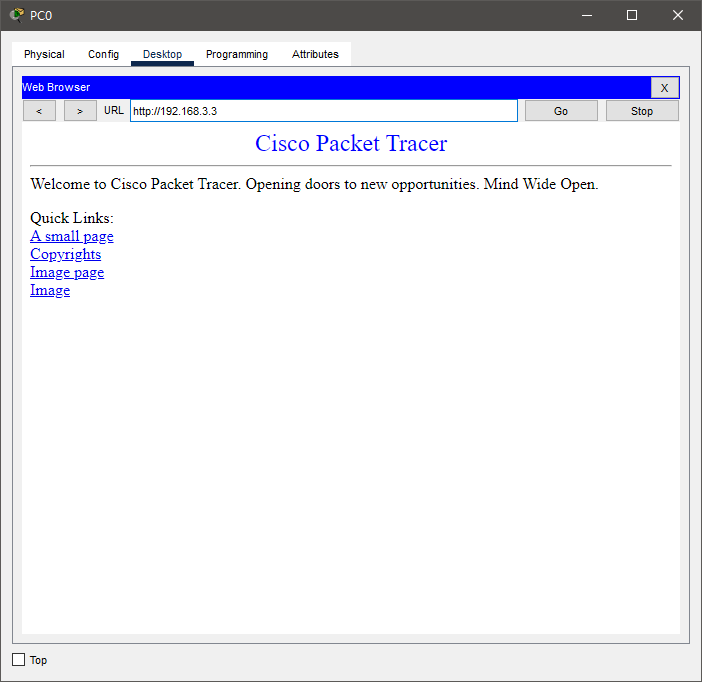 PC0
Physical Config Desktop Programming Attributes
Web Browser X
< > URL http://192.168.3.3 Go Stop
Cisco Packet Tracer
Welcome to Cisco Packet Tracer. Opening doors to new opportunities. Mind Wide Open.
Quick Links:
A small page
Copyrights
Image page
Image
Top